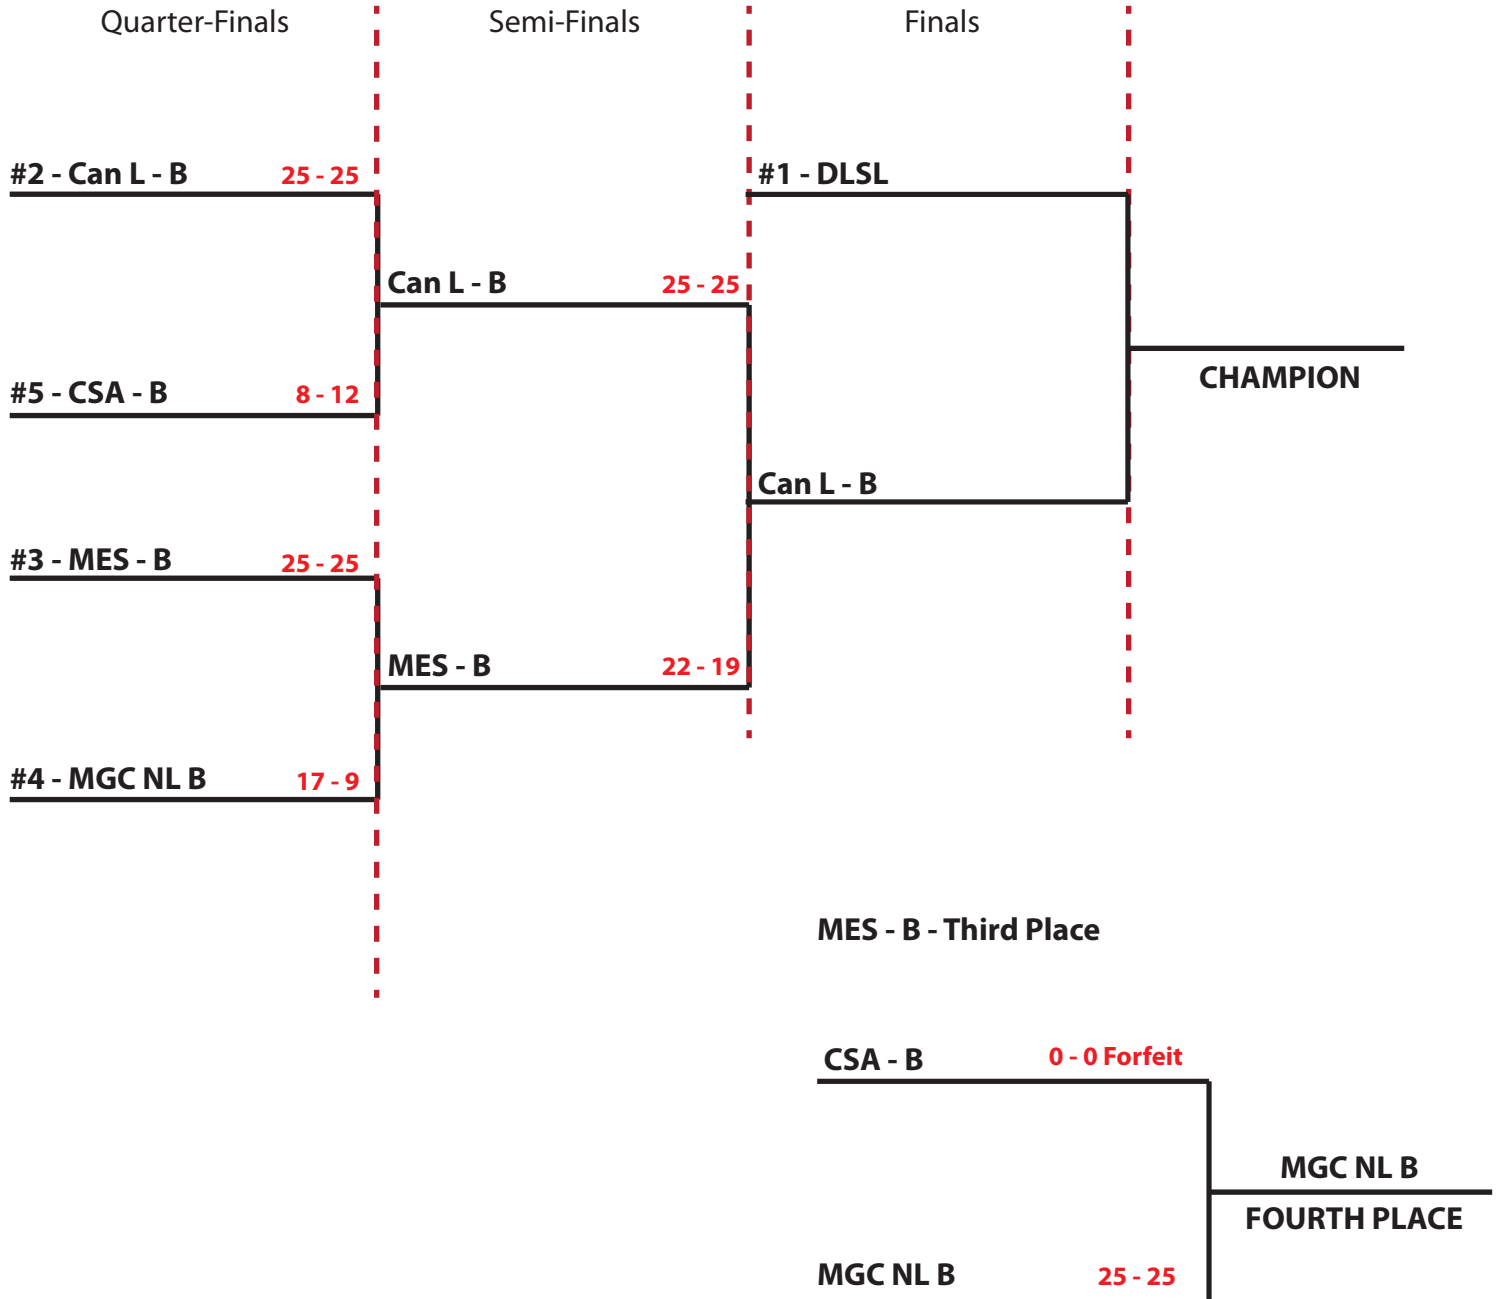 Quarter-Finals Semi-Finals Finals
#2 - Can L - B 25 - 25
#1 - DLSL
Can L - B 25 - 25
CHAMPION
#5 - CSA - B 8 - 12
Can L - B
#3 - MES - B 25 - 25
MES - B 22 - 19
#4 - MGC NL B 17 - 9
MES - B - Third Place
CSA - B 0 - 0 Forfeit
MGC NL B
FOURTH PLACE
MGC NL B 25 - 25